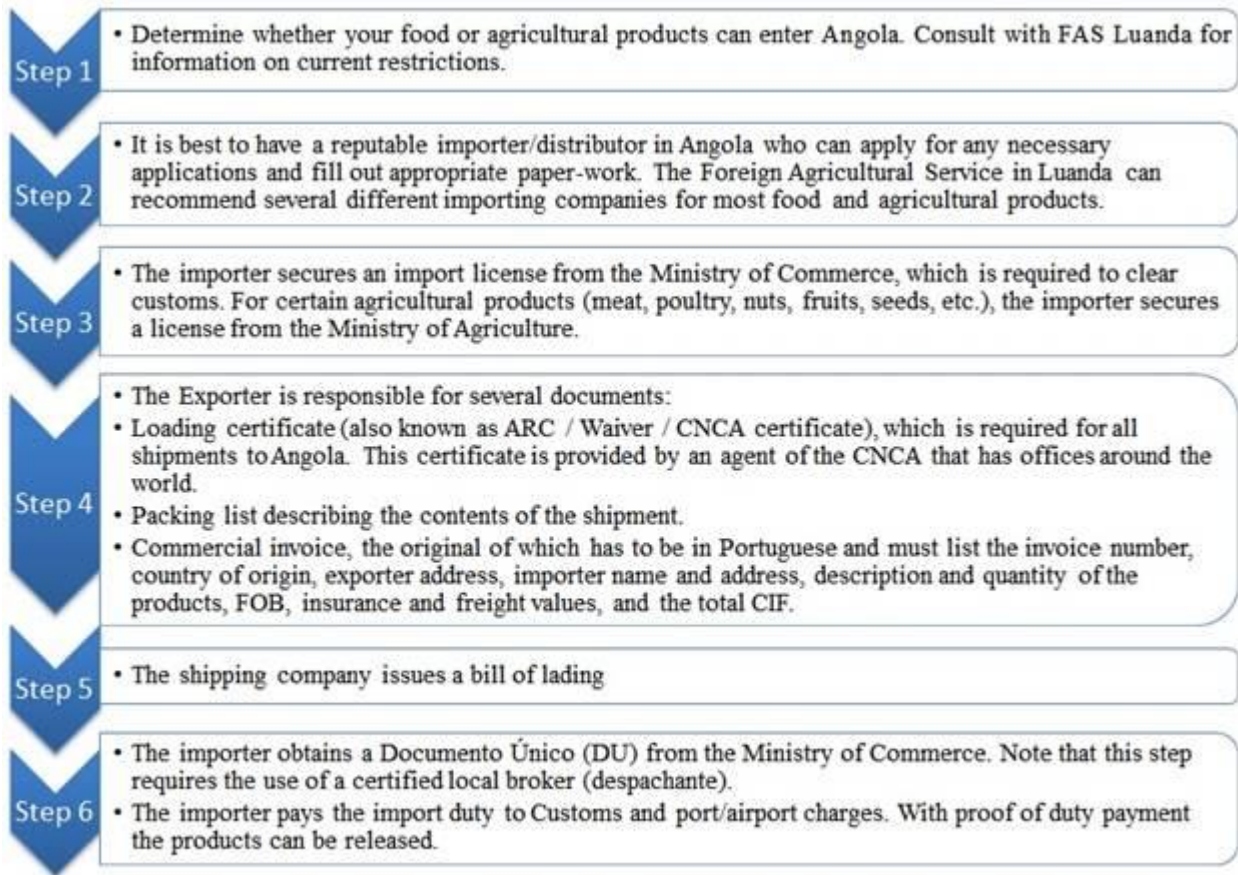 Step 1
• Determine whether your food or agricultural products can enter Angola. Consult with FAS Luanda for
information on current restrictions.
Step 2
• It is best to have a reputable importer/distributor in Angola who can apply for any necessary
applications and fill out appropriate paper-work. The Foreign Agricultural Service in Luanda can
recommend several different importing companies for most food and agricultural products.
Step 3
• The importer secures an import license from the Ministry of Commerce, which is required to clear
customs. For certain agricultural products (meat, poultry, nuts, fruits, seeds, etc.), the importer secures
a license from the Ministry of Agriculture.
Step 4
• The Exporter is responsible for several documents:
• Loading certificate (also known as ARC / Waiver / CNCA certificate), which is required for all
shipments to Angola. This certificate is provided by an agent of the CNCA that has offices around the
world.
• Packing list describing the contents of the shipment.
• Commercial invoice, the original of which has to be in Portuguese and must list the invoice number,
country of origin, exporter address, importer name and address, description and quantity of the
products, FOB, insurance and freight values, and the total CIF.
Step 5
• The shipping company issues a bill of lading
Step 6
• The importer obtains a Documento Único (DU) from the Ministry of Commerce. Note that this step
requires the use of a certified local broker (despachante).
• The importer pays the import duty to Customs and port/airport charges. With proof of duty payment
the products can be released.